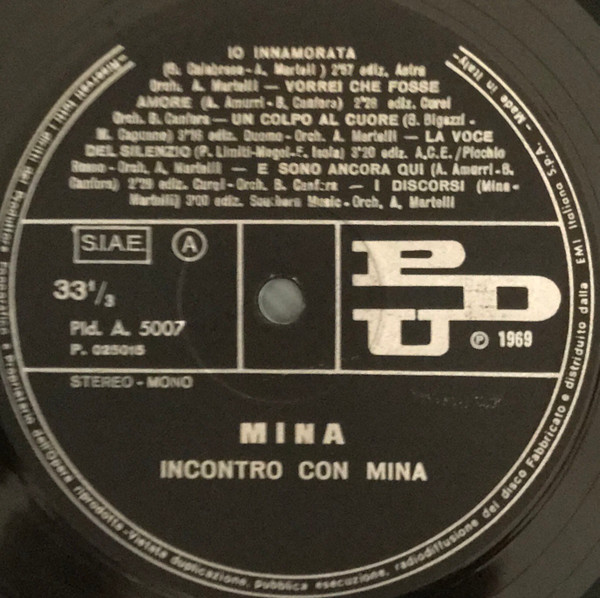 IO INNAMORATA
(G. Calabrese-A. Martelli) 2'57 ediz. Astra
Orch. A. Martelli — VORREI CHE FOSSE
AMORE (A. Amurri-B. Canfora) 2'28 ediz. Curci
Orch. B. Canfora — UN COLPO AL CUORE (B. Bigazzi -
M. Capuano) 3'16 ediz. Duomo-Orch. A. Martelli — LA VOCE
DEL SILENZIO (P. Limiti-Mogol-E. Isola) 3'20 ediz. A.C.E./Picchio
Rosso-Orch. A. Martelli — E SONO ANCORA QUI (A. Amurri-B.
Canfora) 2'29 ediz. Curci-Orch. B. Canfora — I DISCORSI (Mina-
Martelli) 3'00 ediz. Southern Music-Orch. A. Martelli
S.I.A.E. A
33 1/3
Pld. A. 5007
P. 025015
STEREO - MONO
PDU
℗ 1969
MINA
INCONTRO CON MINA
e Proprietario dell'Opera riprodotta-Vietata duplicazione, pubblica esecuzione, radiodiffusione del disco Fabbricato e distribuito dalla EMI Italiana S.p.A. -Made in Italy-